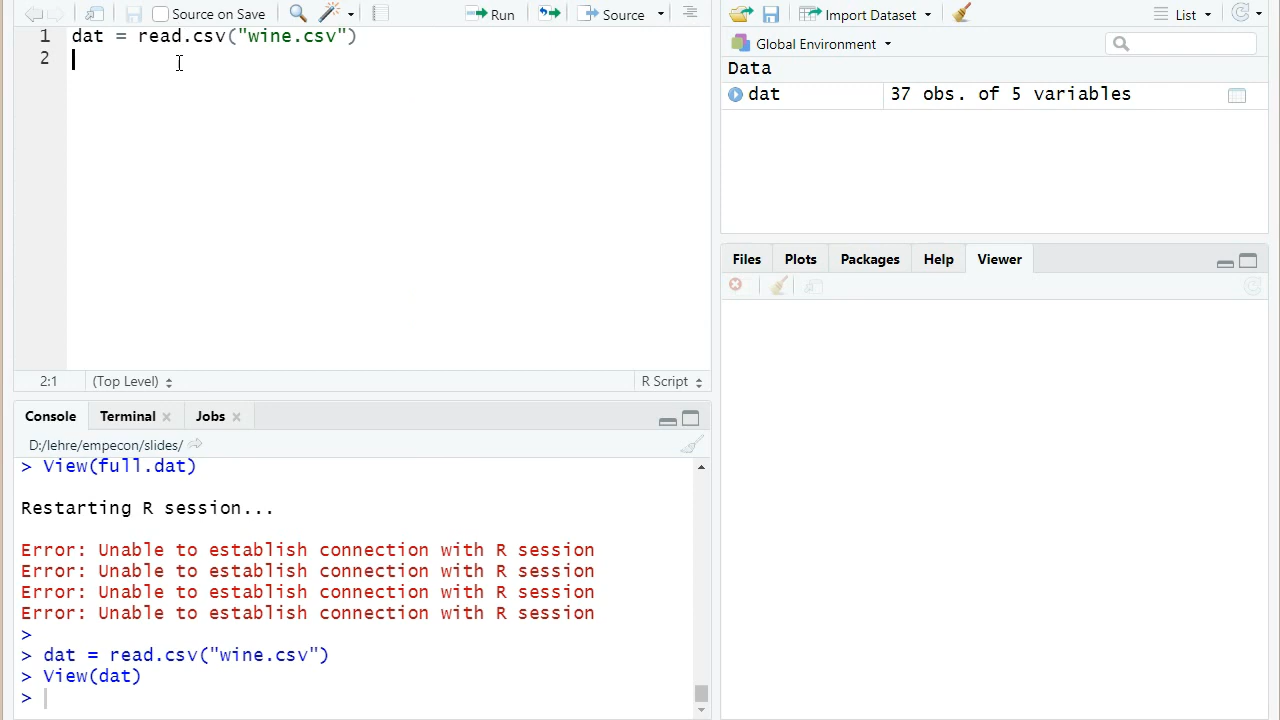 Source on Save
Run
Source
1 dat = read.csv("wine.csv")
2
2:1
(Top Level)
R Script
Console
Terminal
Jobs
D:/lehre/empecon/slides/
> View(full.dat)
Restarting R session...
Error: Unable to establish connection with R session
Error: Unable to establish connection with R session
Error: Unable to establish connection with R session
Error: Unable to establish connection with R session
>
> dat = read.csv("wine.csv")
> View(dat)
>
Import Dataset
List
Global Environment
Data
dat 37 obs. of 5 variables
Files
Plots
Packages
Help
Viewer